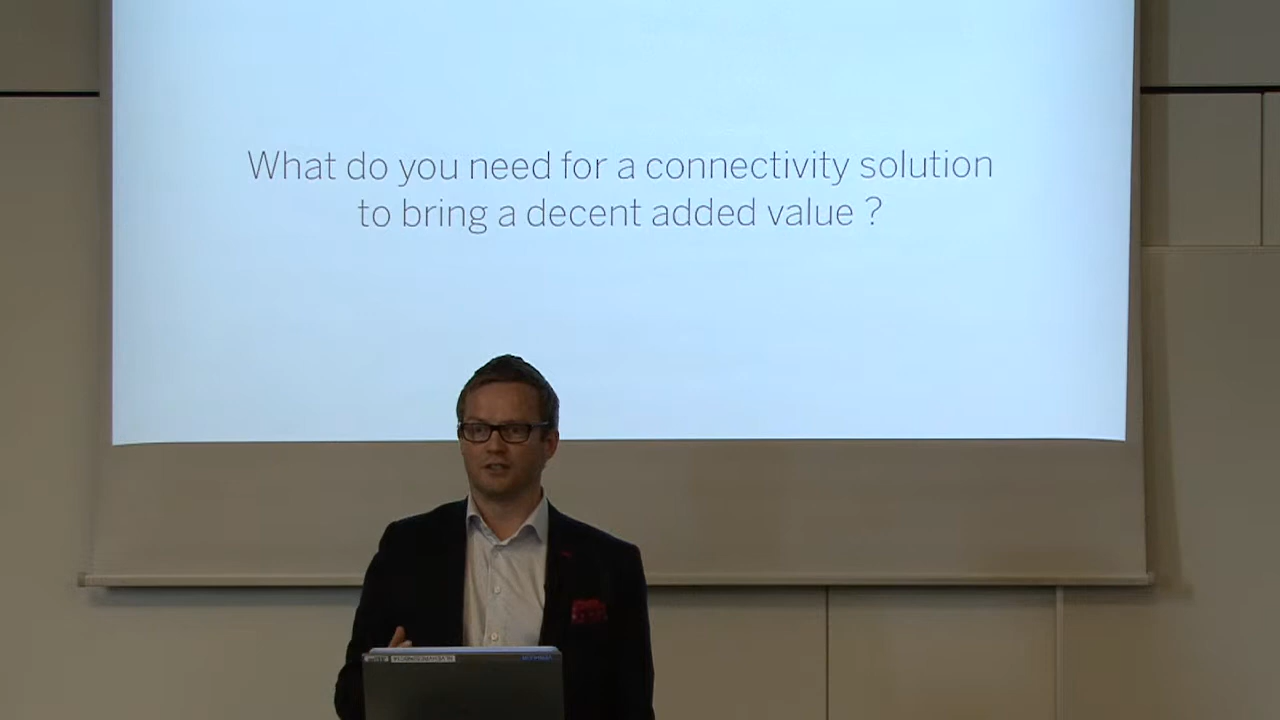 What do you need for a connectivity solution
to bring a decent added value ?